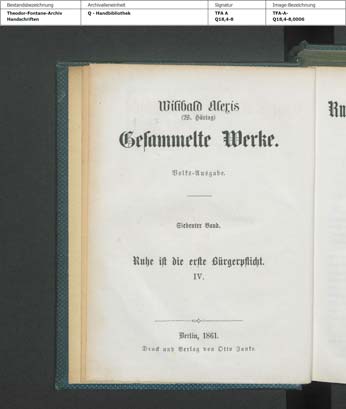 Bestandsbezeichnung Archivalieneinheit Signatur Image-Bezeichnung
Theodor-Fontane-Archiv Q - Handbibliothek TFA A TFA-A-
Handschriften Q18,4-8 Q18,4-8,0006
Wilibald Alexis
(W. Häring)
Gesammelte Werke.
Volks-Ausgabe.
Siebenter Band.
Ruhe ist die erste Bürgerpflicht.
IV.
Berlin, 1861.
Druck und Verlag von Otto Janke.
Ru